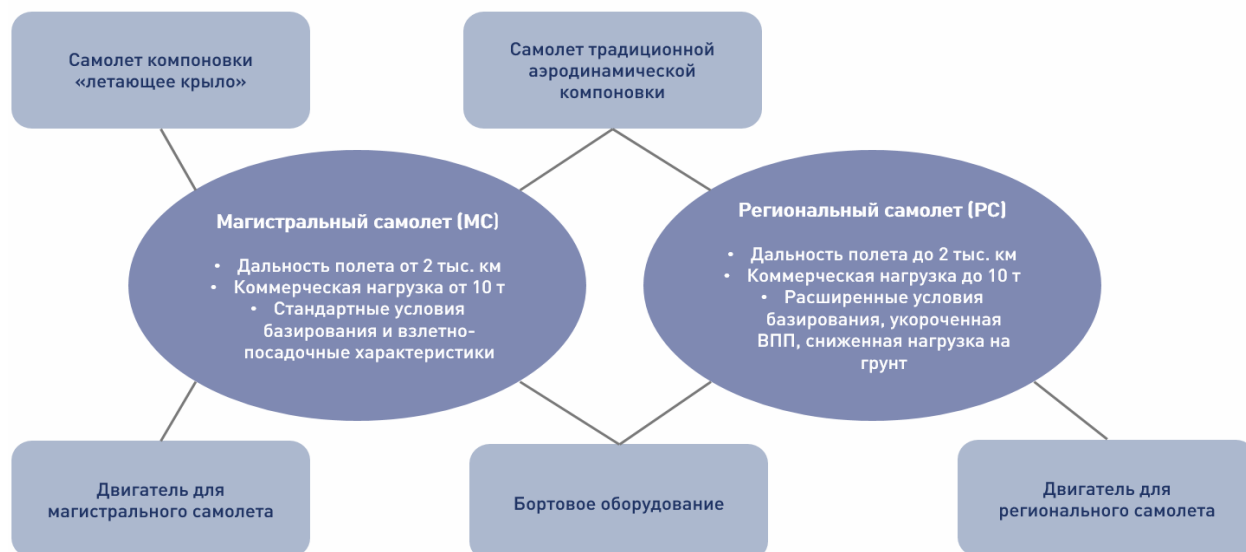 Самолет компоновки
«летающее крыло»
Самолет традиционной
аэродинамической
компоновки
Магистральный самолет (МС)
• Дальность полета от 2 тыс. км
• Коммерческая нагрузка от 10 т
• Стандартные условия
базирования и взлетно-
посадочные характеристики
Региональный самолет (РС)
• Дальность полета до 2 тыс. км
• Коммерческая нагрузка до 10 т
• Расширенные условия
базирования, укороченная
ВПП, сниженная нагрузка на
грунт
Двигатель для
магистрального самолета
Бортовое оборудование
Двигатель для
регионального самолета